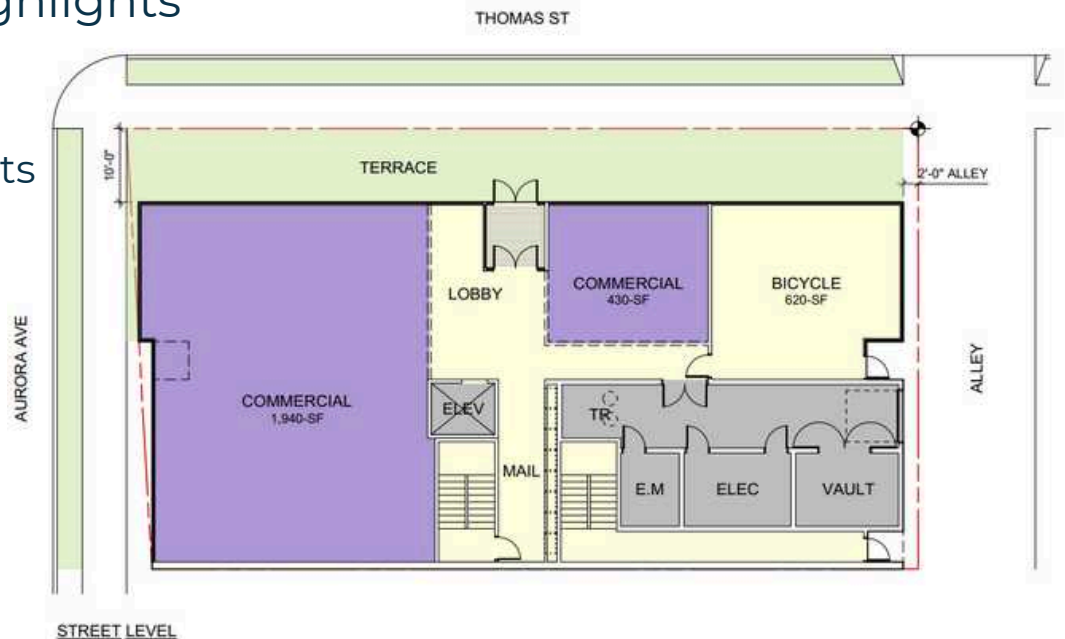 ghlights
THOMAS ST
ts
10'-0"
TERRACE
2'-0" ALLEY
LOBBY
COMMERCIAL
430-SF
BICYCLE
620-SF
AURORA AVE
ALLEY
COMMERCIAL
1,940-SF
ELEV
TR
MAIL
E.M
ELEC
VAULT
STREET LEVEL